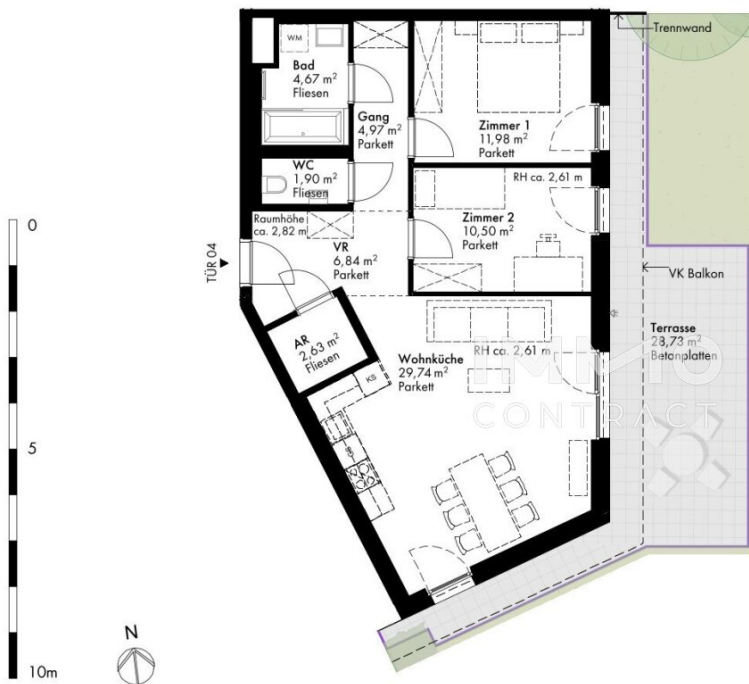 Trennwand
WM
Bad
4,67 m²
Fliesen
Gang
4,97 m²
Parkett
Zimmer 1
11,98 m²
Parkett
WC
1,90 m²
Fliesen
RH ca. 2,61 m
Zimmer 2
10,50 m²
Parkett
0
Raumhöhe
ca. 2,82 m
VR
6,84 m²
Parkett
TÜR 04
VK Balkon
AR
2,63 m²
Fliesen
Terrasse
28,73 m²
Betonplatten
Wohnküche
RH ca. 2,61 m
29,74 m²
Parkett
KS
IMMO
CONTRACT
5
N
10m